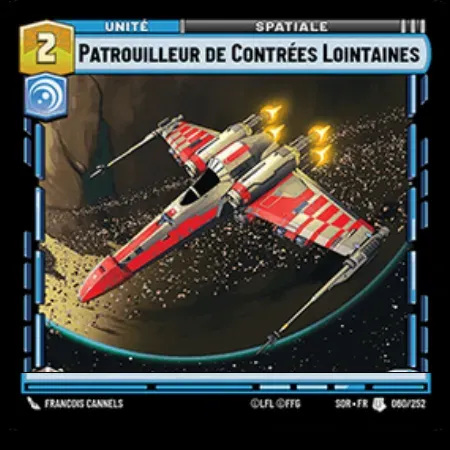 UNITÉ
SPATIALE
2
PATROUILLEUR DE CONTRÉES LOINTAINES
FRANCOIS CANNELS
©LFL ©FFG
SOR • FR
060/252